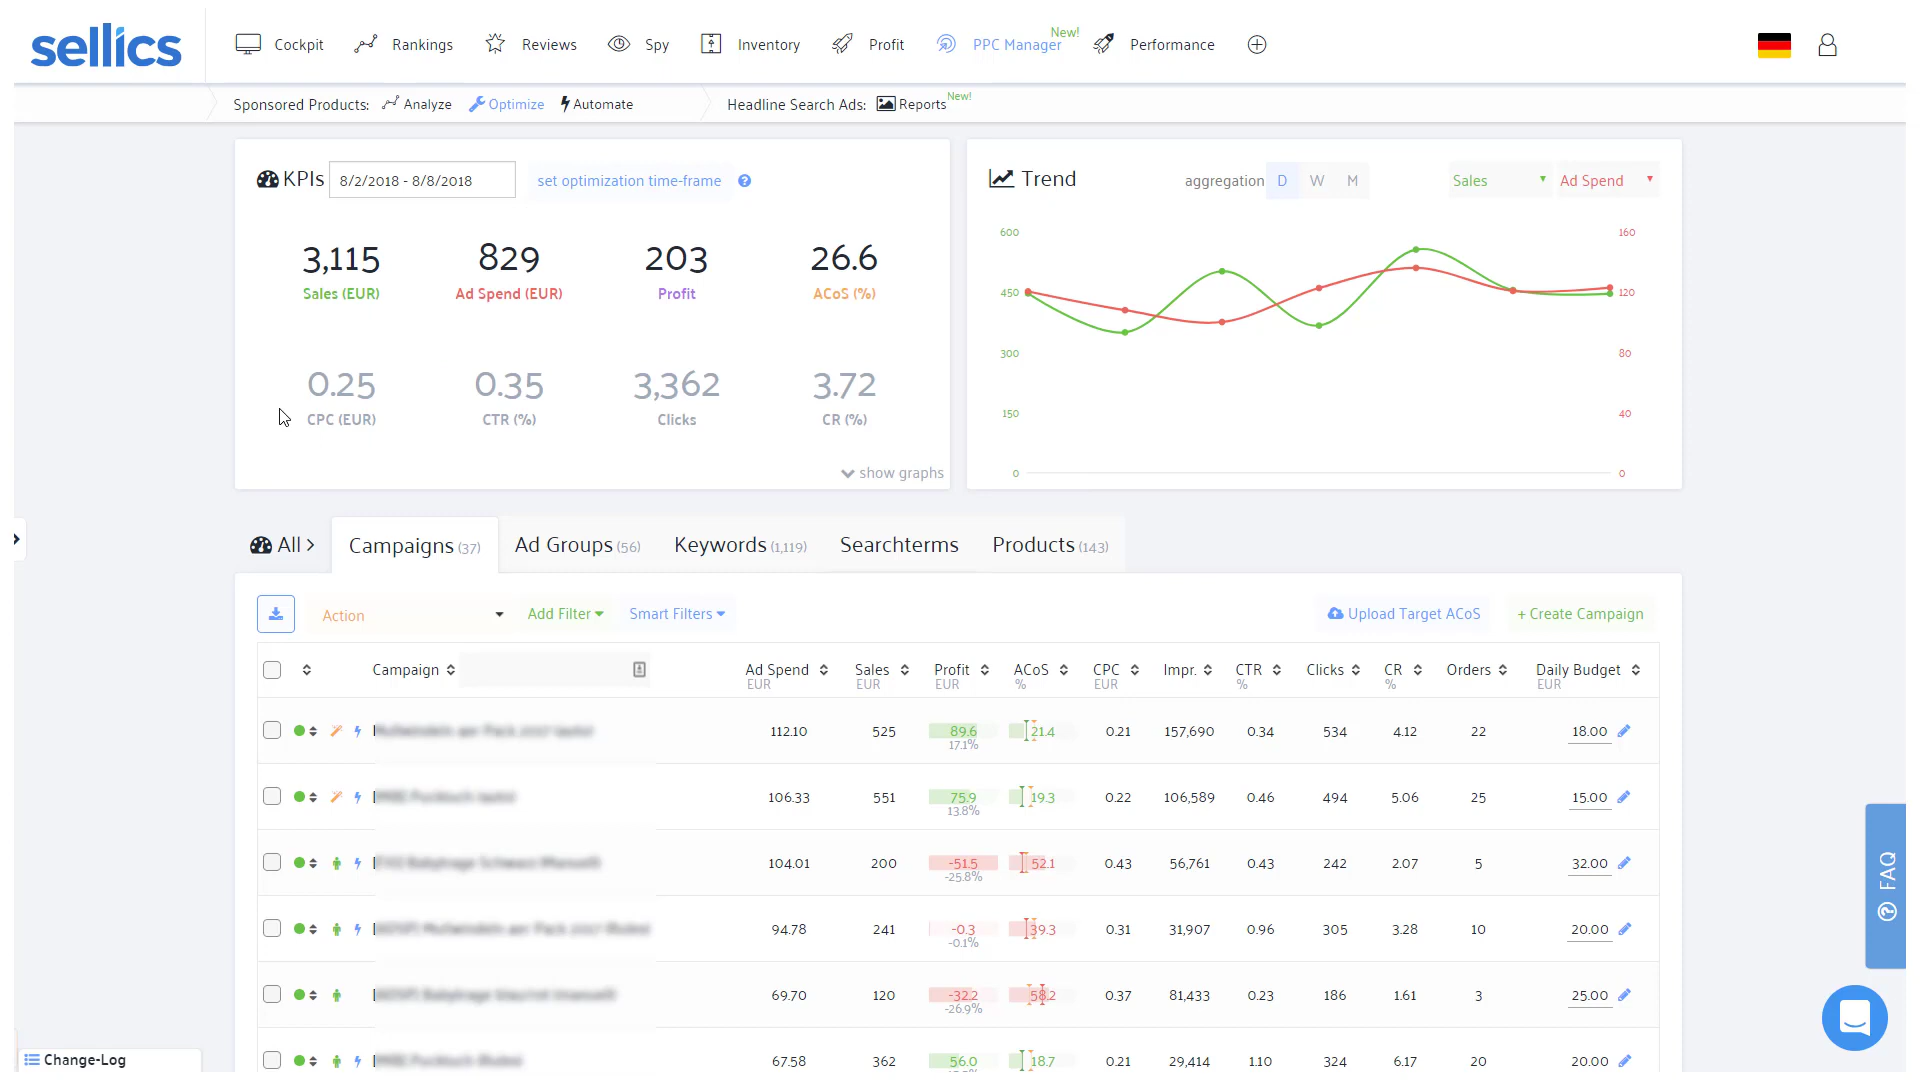 sellics
Cockpit Rankings Reviews Spy Inventory Profit PPC Manager New! Performance
Sponsored Products: Analyze Optimize Automate Headline Search Ads: Reports New!
KPIs 8/2/2018 - 8/8/2018 set optimization time-frame ?
3,115 829 203 26.6
Sales (EUR) Ad Spend (EUR) Profit ACoS (%)
0.25 0.35 3,362 3.72
CPC (EUR) CTR (%) Clicks CR (%)
show graphs
Trend aggregation D W M Sales Ad Spend
600 160
450 120
300 80
150 40
0 0
All Campaigns (37) Ad Groups (56) Keywords (1,119) Searchterms Products (143)
Action Add Filter Smart Filters Upload Target ACoS + Create Campaign
Campaign Ad Spend Sales Profit ACoS CPC Impr. CTR Clicks CR Orders Daily Budget
EUR EUR EUR % EUR % % EUR
112.10 525 89.6 21.4 0.21 157,690 0.34 534 4.12 22 18.00
17.1%
106.33 551 75.9 19.3 0.22 106,589 0.46 494 5.06 25 15.00
13.8%
104.01 200 -51.5 52.1 0.43 56,761 0.43 242 2.07 5 32.00
-25.8%
94.78 241 -0.3 39.3 0.31 31,907 0.96 305 3.28 10 20.00
-0.1%
69.70 120 -32.2 58.2 0.37 81,433 0.23 186 1.61 3 25.00
-26.9%
67.58 362 56.0 18.7 0.21 29,414 1.10 324 6.17 20 20.00
FAQ
Change-Log